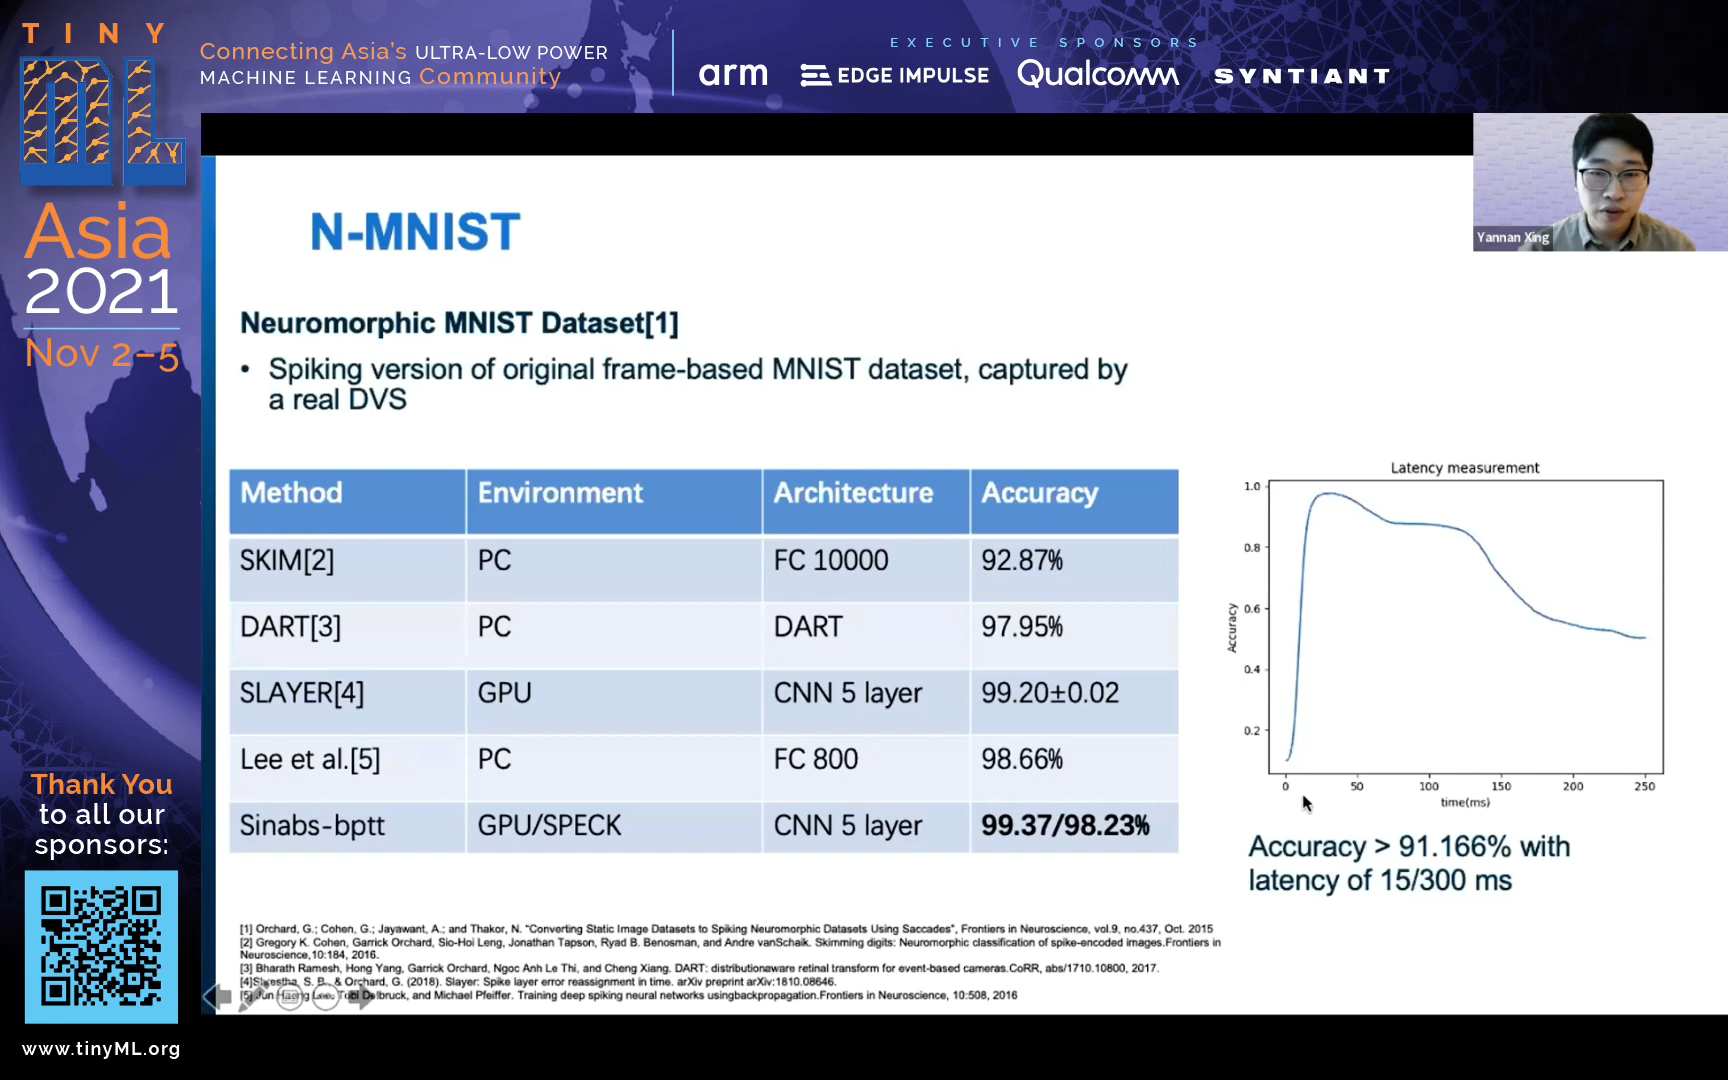 TINY
ML
Asia
2021
Nov 2–5
Connecting Asia's ULTRA-LOW POWER
MACHINE LEARNING Community
EXECUTIVE SPONSORS
arm
EDGE IMPULSE
Qualcomm
SYNTIANT
Yannan Xing
N-MNIST
Neuromorphic MNIST Dataset[1]
• Spiking version of original frame-based MNIST dataset, captured by
a real DVS
Method Environment Architecture Accuracy
SKIM[2] PC FC 10000 92.87%
DART[3] PC DART 97.95%
SLAYER[4] GPU CNN 5 layer 99.20±0.02
Lee et al.[5] PC FC 800 98.66%
Sinabs-bptt GPU/SPECK CNN 5 layer 99.37/98.23%
Latency measurement
Accuracy
1.0
0.8
0.6
0.4
0.2
0 50 100 150 200 250
time(ms)
Accuracy > 91.166% with
latency of 15/300 ms
[1] Orchard, G.; Cohen, G.; Jayawant, A.; and Thakor, N. "Converting Static Image Datasets to Spiking Neuromorphic Datasets Using Saccades", Frontiers in Neuroscience, vol.9, no.437, Oct. 2015
[2] Gregory K. Cohen, Garrick Orchard, Sio-Hoi Leng, Jonathan Tapson, Ryad B. Benosman, and Andre vanSchaik. Skimming digits: Neuromorphic classification of spike-encoded images.Frontiers in
Neuroscience,10:184, 2016.
[3] Bharath Ramesh, Hong Yang, Garrick Orchard, Ngoc Anh Le Thi, and Cheng Xiang. DART: distributionaware retinal transform for event-based cameras.CoRR, abs/1710.10800, 2017.
[4]Shrestha, S. B., & Orchard, G. (2018). Slayer: Spike layer error reassignment in time. arXiv preprint arXiv:1810.08646.
[5] Jun Haeng Lee, Tobi Delbruck, and Michael Pfeiffer. Training deep spiking neural networks usingbackpropagation.Frontiers in Neuroscience, 10:508, 2016
Thank You
to all our
sponsors:
www.tinyML.org